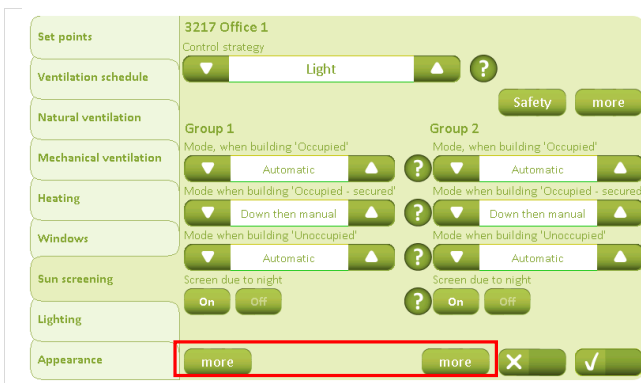 Set points
Ventilation schedule
Natural ventilation
Mechanical ventilation
Heating
Windows
Sun screening
Lighting
Appearance
3217 Office 1
Control strategy
Light
?
Safety more
Group 1 Group 2
Mode, when building 'Occupied' Mode, when building 'Occupied'
Automatic ? Automatic
Mode when building 'Occupied - secured' Mode when building 'Occupied - secured
Down then manual ? Down then manual
Mode when building 'Unoccupied' Mode when building 'Unoccupied'
Automatic ? Automatic
Screen due to night Screen due to night
On Off ? On Off
more more